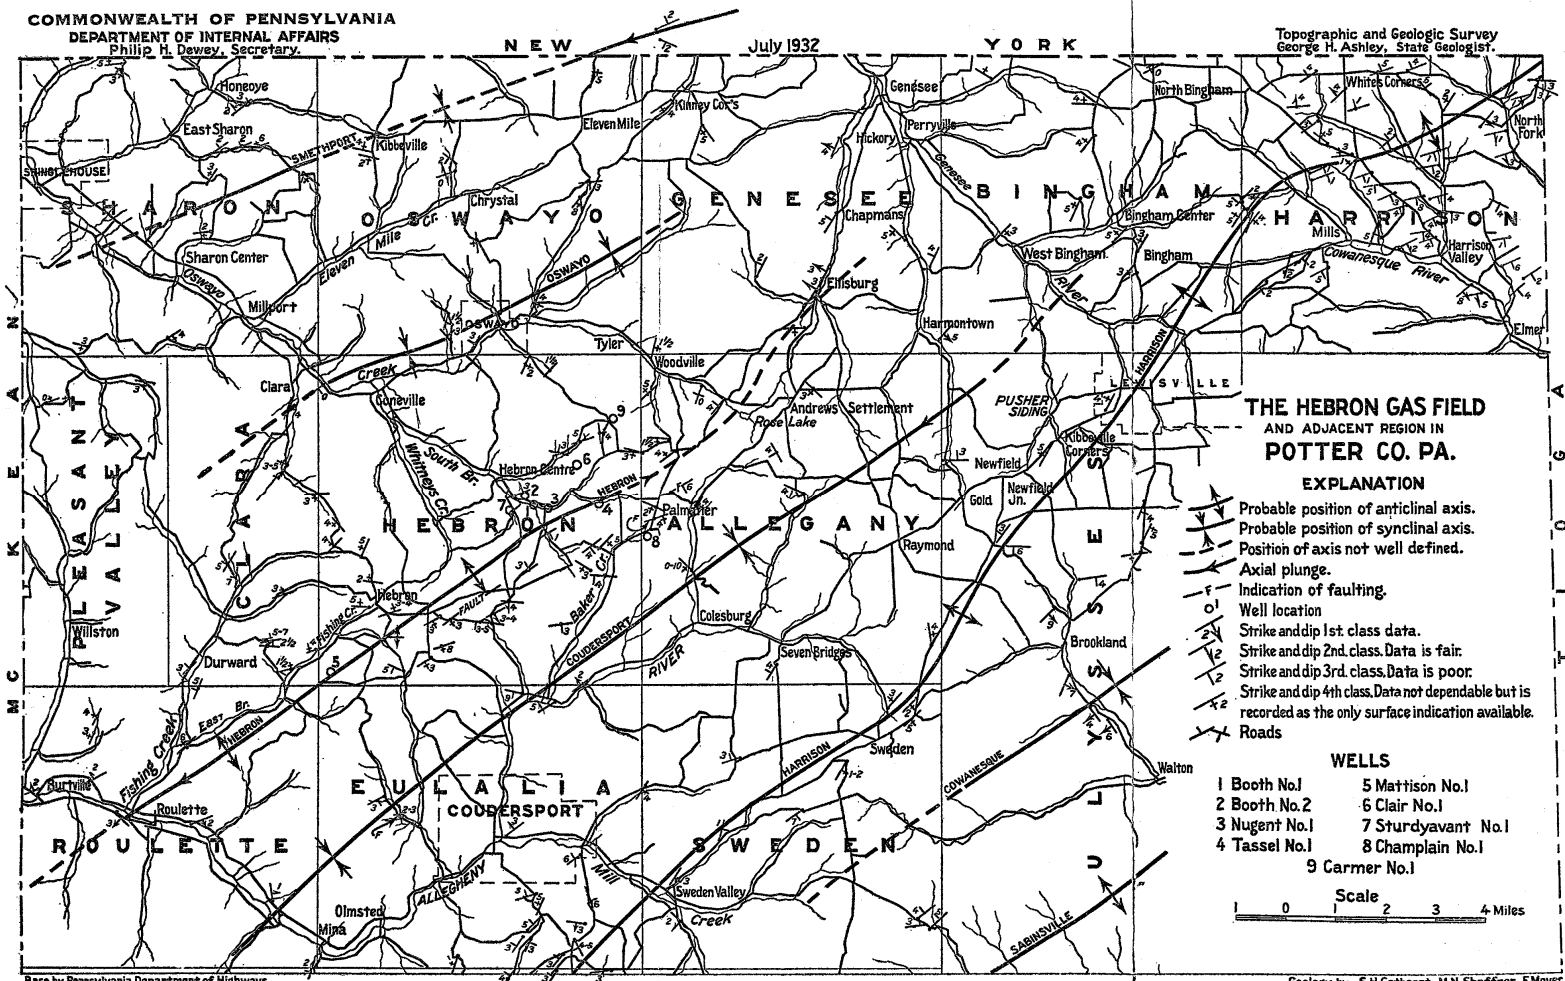 COMMONWEALTH OF PENNSYLVANIA
DEPARTMENT OF INTERNAL AFFAIRS
Philip H. Dewey, Secretary.
NEW YORK
July 1932
Topographic and Geologic Survey
George H. Ashley, State Geologist.
Honeoye
East Sharon
SHINGLEHOUSE
SMETHPORT
Kibbeville
Eleven Mile
Kinney Cor's
Genesee
Hickory
Perryville
Genesee
North Bingham
Whites Corners
North Fork
SHARON
OSWAYO
GENESEE
BINGHAM
HARRISON
Chrystal
Eleven Mile Cr.
Chapmans
Bingham Center
Mills
Harrison Valley
Cowanesque River
Sharon Center
Oswayo
Millport
OSWAYO
OSWAYO
Ellisburg
West Bingham
Bingham
River
Harmontown
Elmer
HARRISON
Tyler
Woodville
Clara
Creek
Coneville
Andrews Settlement
Rose Lake
PUSHER SIDING
LEWISVILLE
Kibbeville Corners
South Br.
Whitneys Cr.
Hebron Centre
HEBRON
Palmatier
Newfield
Gold
Newfield Jn.
PLEASANT VALLEY
CLARA
HEBRON
ALLEGANY
ULYSSES
Raymond
Hebron
Fishing Cr.
FAULT
Baker Cr.
Colesburg
COUDERSPORT
Seven Bridges
Brookland
Willston
Durward
RIVER
East Br.
HEBRON
Fishing Creek
Sweden
HARRISON
COWANESQUE
Walton
Burtville
Roulette
EULALIA
COUDERSPORT
ROULETTE
SWEDEN
ALLEGHENY
Mill Creek
Sweden Valley
Olmsted
Mina
SABINSVILLE
MC KEAN
TIOGA
THE HEBRON GAS FIELD
AND ADJACENT REGION IN
POTTER CO. PA.
EXPLANATION
Probable position of anticlinal axis.
Probable position of synclinal axis.
Position of axis not well defined.
Axial plunge.
F Indication of faulting.
Well location
Strike and dip 1st. class data.
Strike and dip 2nd. class. Data is fair.
Strike and dip 3rd. class. Data is poor.
Strike and dip 4th class. Data not dependable but is
recorded as the only surface indication available.
Roads
WELLS
1 Booth No.1
2 Booth No.2
3 Nugent No.1
4 Tassel No.1
5 Mattison No.1
6 Clair No.1
7 Sturdyavant No.1
8 Champlain No.1
9 Carmer No.1
Scale
1 0 1 2 3 4 Miles
Base by Pennsylvania Department of Highways